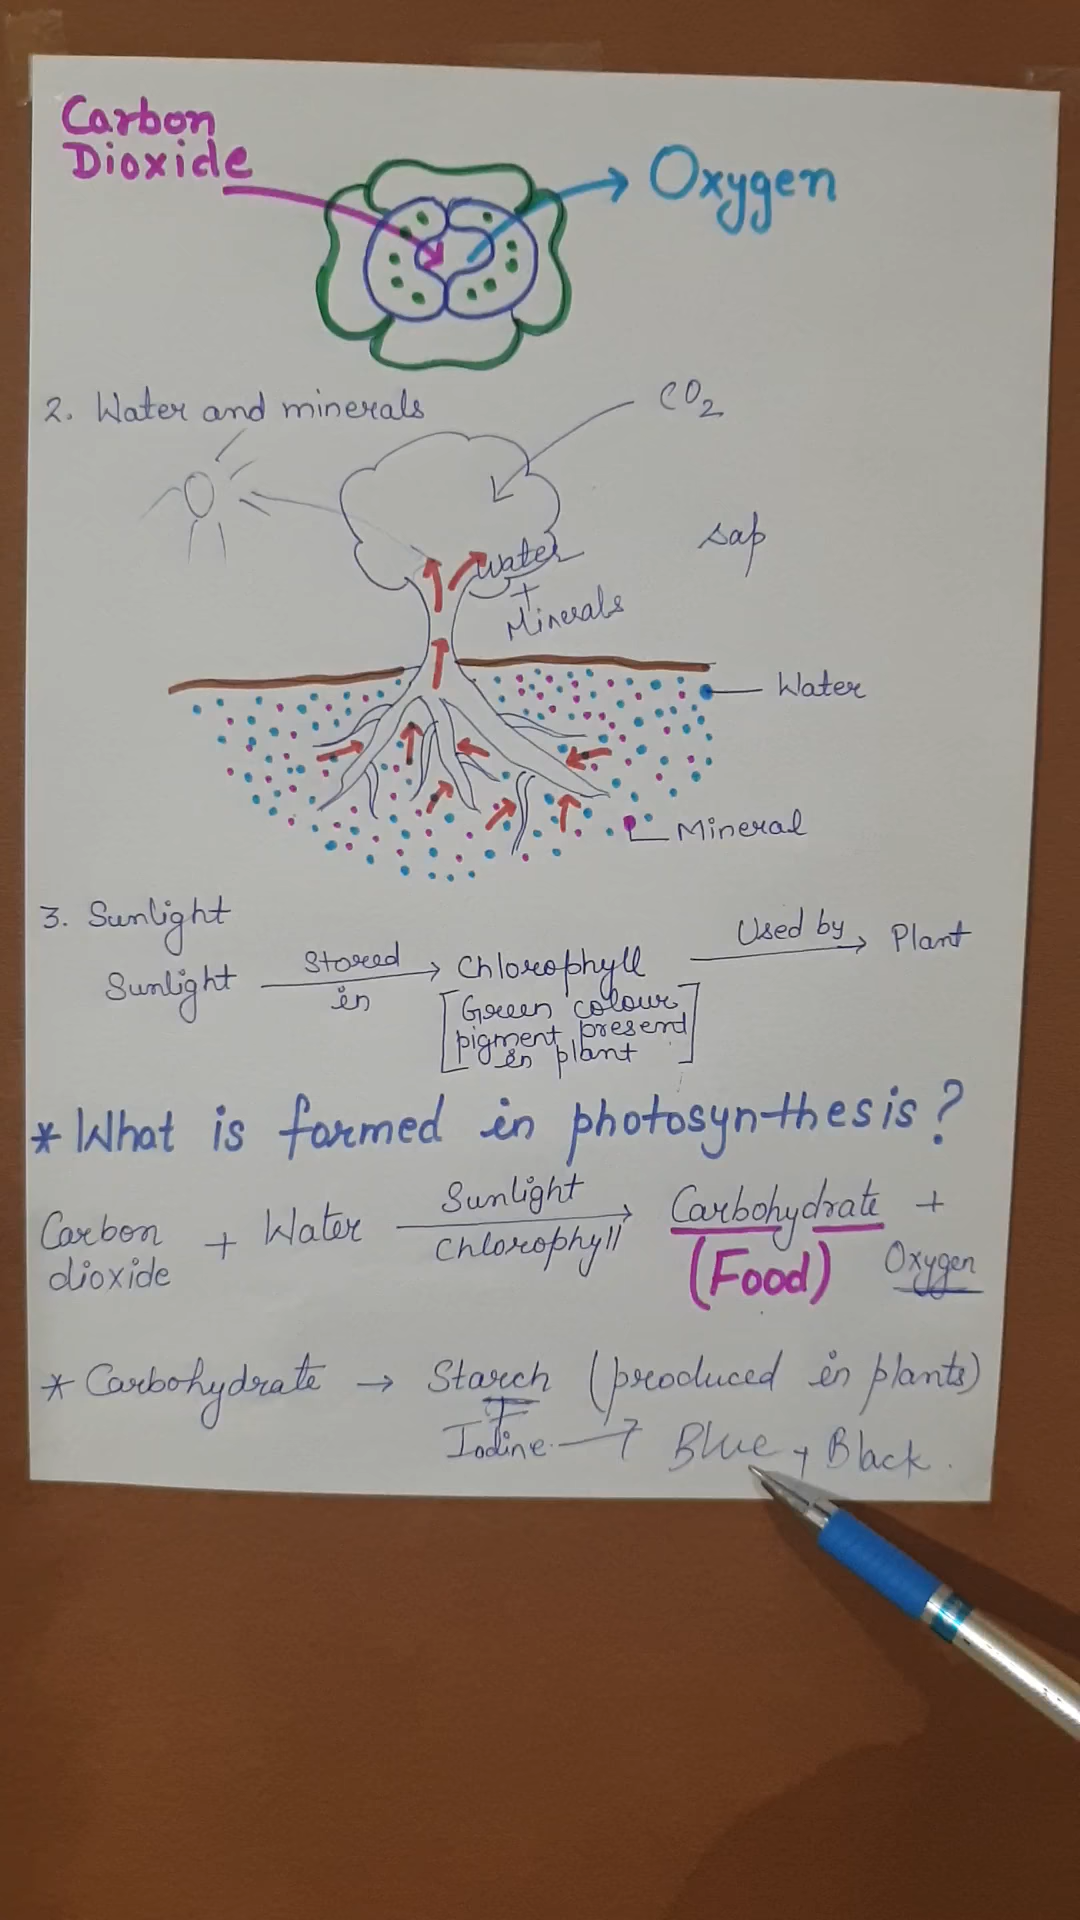 Carbon
Dioxide
Oxygen
2. Water and minerals
CO2
sap
water
+
Minerals
Water
Mineral
3. Sunlight
Sunlight Stored in Chlorophyll Used by Plant
[Green colour
pigment present
in plant]
* What is formed in photosynthesis?
Carbon dioxide + Water Sunlight Chlorophyll Carbohydrate +
(Food) Oxygen
* Carbohydrate → Starch (produced in plants)
+
Iodine → Blue + Black.